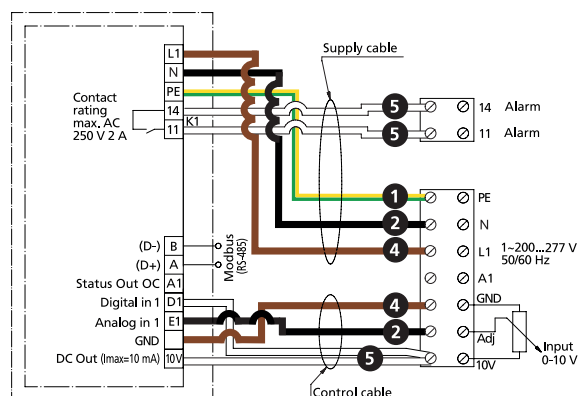 Supply cable
L1
N
PE
14
K1
11
Contact
rating
max. AC
250 V 2 A
5
14 Alarm
5
11 Alarm
1
PE
2
N
4
L1
1~200...277 V
50/60 Hz
A1
(D-)
B
(D+)
A
Modbus
(RS-485)
Status Out OC
A1
Digital in 1
D1
Analog in 1
E1
GND
DC Out (Imax=10 mA)
10V
4
GND
2
Adj
5
10V
Input
0-10 V
Control cable